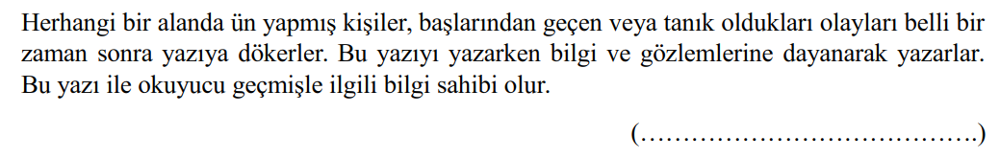 Herhangi bir alanda ün yapmış kişiler, başlarından geçen veya tanık oldukları olayları belli bir
zaman sonra yazıya dökerler. Bu yazıyı yazarken bilgi ve gözlemlerine dayanarak yazarlar.
Bu yazı ile okuyucu geçmişle ilgili bilgi sahibi olur.
(…………………………………….)